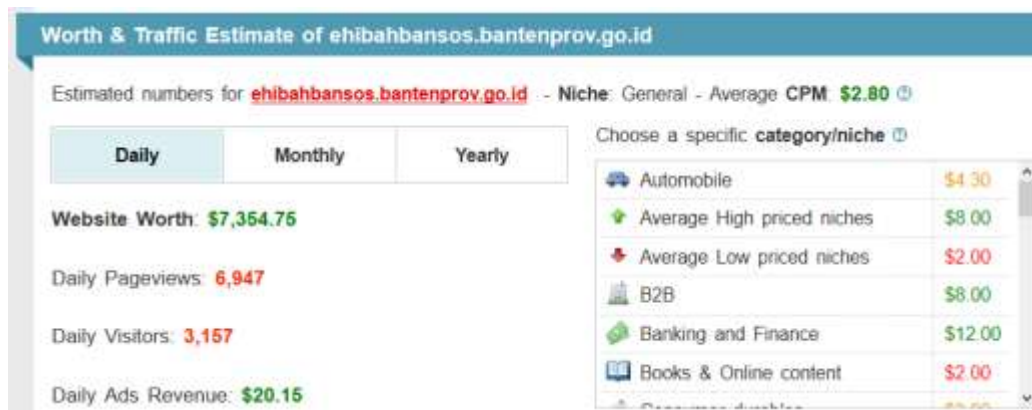 Worth & Traffic Estimate of ehibahbansos.bantenprov.go.id
Estimated numbers for ehibahbansos.bantenprov.go.id - Niche: General - Average CPM: $2.80
Choose a specific category/niche
Daily Monthly Yearly
Website Worth: $7,354.75
Daily Pageviews: 6,947
Daily Visitors: 3,157
Daily Ads Revenue: $20.15
Automobile $4.30
Average High priced niches $8.00
Average Low priced niches $2.00
B2B $8.00
Banking and Finance $12.00
Books & Online content $2.00